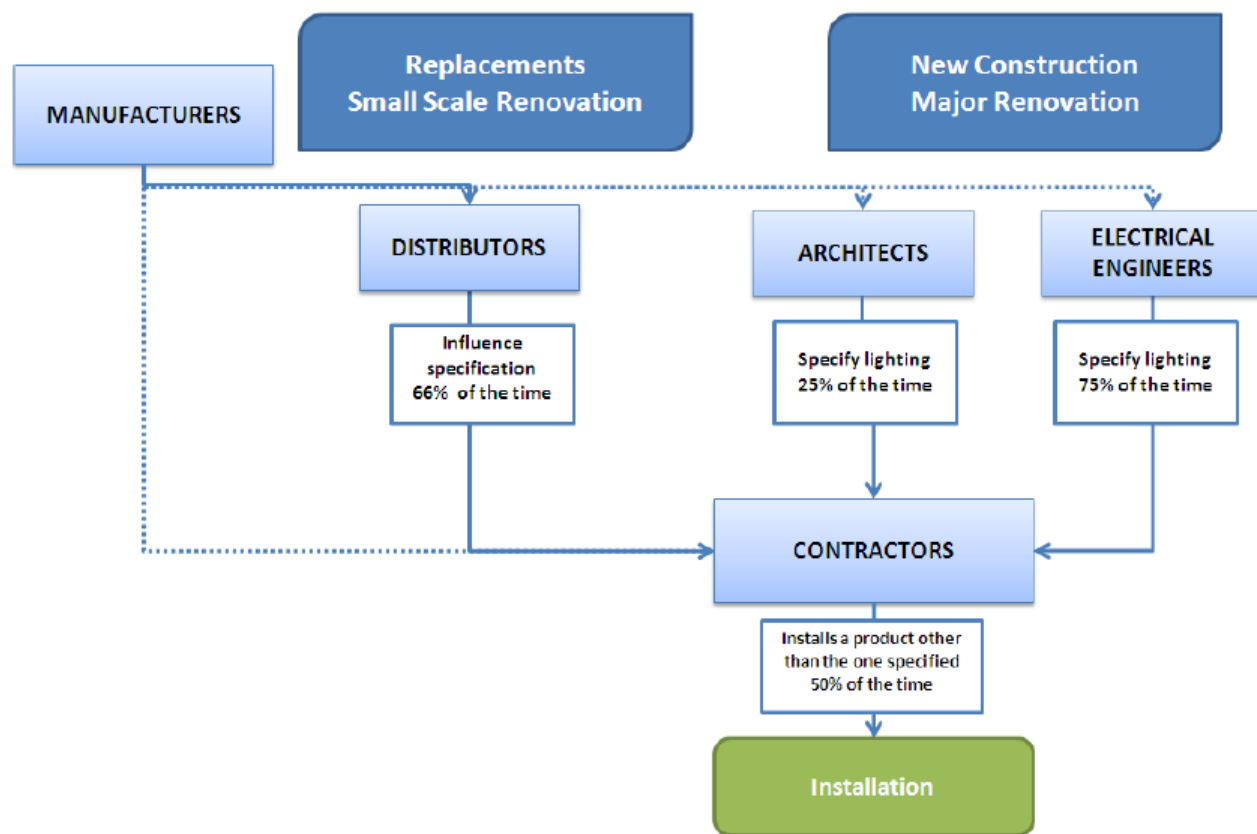 Replacements
Small Scale Renovation
New Construction
Major Renovation
MANUFACTURERS
DISTRIBUTORS
ARCHITECTS
ELECTRICAL
ENGINEERS
Influence
specification
66% of the time
Specify lighting
25% of the time
Specify lighting
75% of the time
CONTRACTORS
Installs a product other
than the one specified
50% of the time
Installation